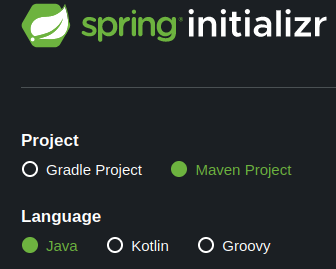 spring initializr
Project
Gradle Project Maven Project
Language
Java Kotlin Groovy